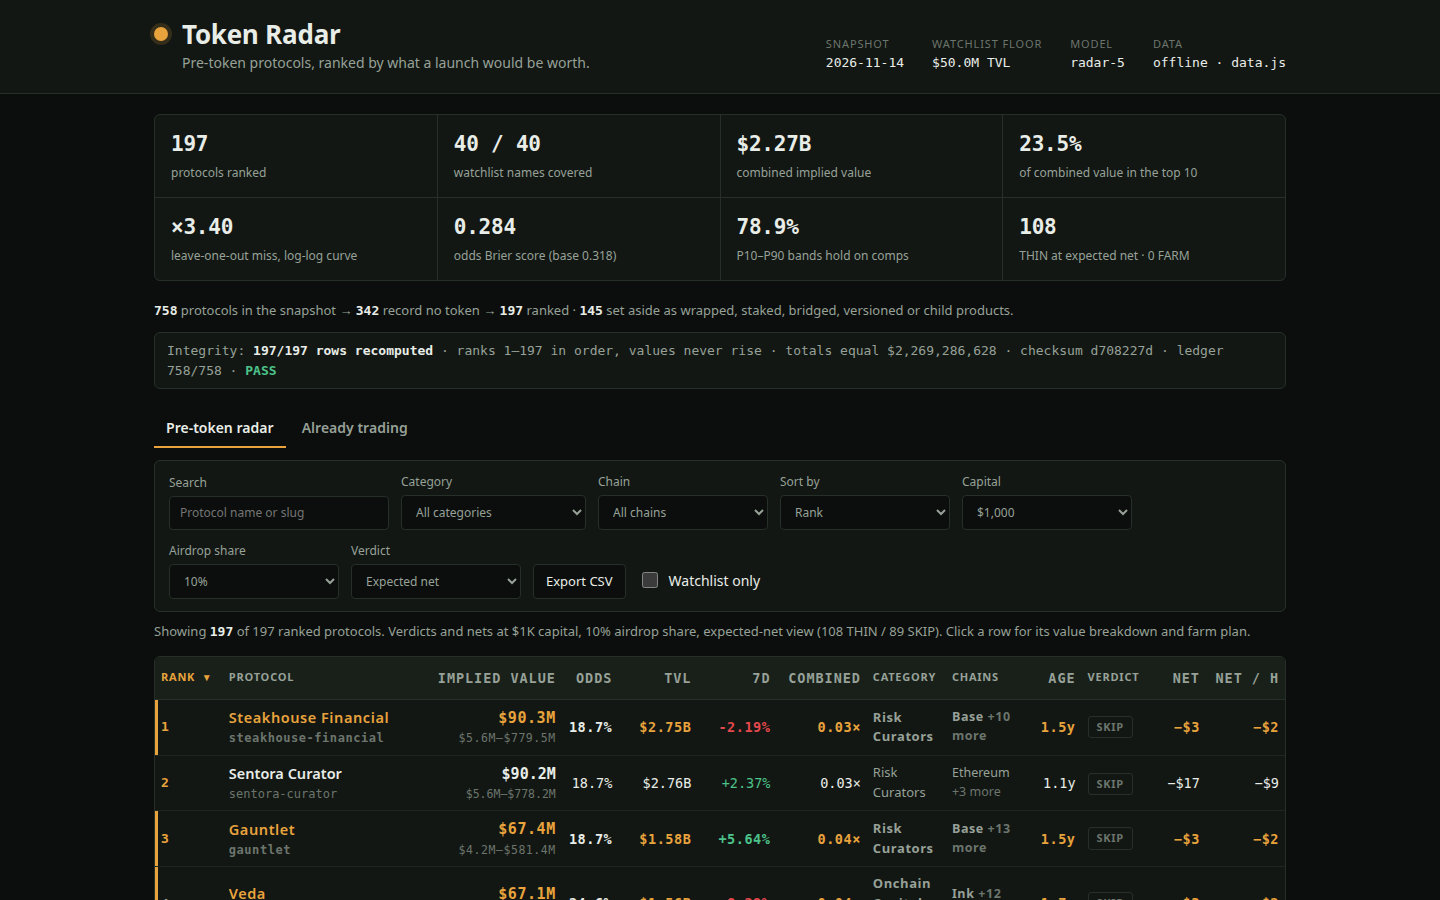 Token Radar
Pre-token protocols, ranked by what a launch would be worth.
SNAPSHOT WATCHLIST FLOOR MODEL DATA
2026-11-14 $50.0M TVL radar-5 offline · data.js
197 40 / 40 $2.27B 23.5%
protocols ranked watchlist names covered combined implied value of combined value in the top 10
×3.40 0.284 78.9% 108
leave-one-out miss, log-log curve odds Brier score (base 0.318) P10–P90 bands hold on comps THIN at expected net · 0 FARM
758 protocols in the snapshot → 342 record no token → 197 ranked · 145 set aside as wrapped, staked, bridged, versioned or child products.
Integrity: 197/197 rows recomputed · ranks 1–197 in order, values never rise · totals equal $2,269,286,628 · checksum d708227d · ledger
758/758 · PASS
Pre-token radar Already trading
Search Category Chain Sort by Capital
Protocol name or slug All categories All chains Rank $1,000
Airdrop share Verdict
10% Expected net Export CSV Watchlist only
Showing 197 of 197 ranked protocols. Verdicts and nets at $1K capital, 10% airdrop share, expected-net view (108 THIN / 89 SKIP). Click a row for its value breakdown and farm plan.
RANK ▼ PROTOCOL IMPLIED VALUE ODDS TVL 7D COMBINED CATEGORY CHAINS AGE VERDICT NET NET / H
1 Steakhouse Financial $90.3M 18.7% $2.75B -2.19% 0.03× Risk Curators Base +10 more 1.5y SKIP −$3 −$2
steakhouse-financial $5.6M–$779.5M
2 Sentora Curator $90.2M 18.7% $2.76B +2.37% 0.03× Risk Curators Ethereum +3 more 1.1y SKIP −$17 −$9
sentora-curator $5.6M–$778.2M
3 Gauntlet $67.4M 18.7% $1.58B +5.64% 0.04× Risk Curators Base +13 more 1.5y SKIP −$3 −$2
gauntlet $4.2M–$581.4M
Veda $67.1M Onchain Ink +12